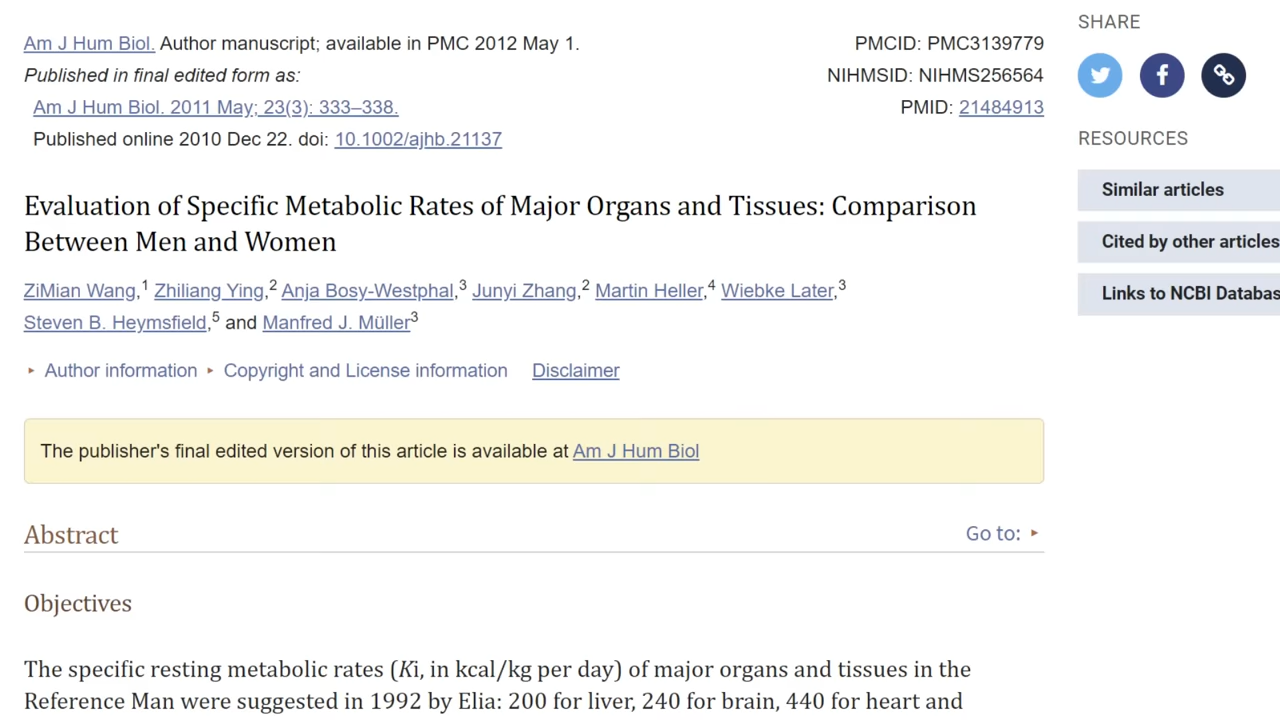 Am J Hum Biol. Author manuscript; available in PMC 2012 May 1.
Published in final edited form as:
Am J Hum Biol. 2011 May; 23(3): 333–338.
Published online 2010 Dec 22. doi: 10.1002/ajhb.21137
PMCID: PMC3139779
NIHMSID: NIHMS256564
PMID: 21484913
Evaluation of Specific Metabolic Rates of Major Organs and Tissues: Comparison
Between Men and Women
ZiMian Wang,1 Zhiliang Ying,2 Anja Bosy-Westphal,3 Junyi Zhang,2 Martin Heller,4 Wiebke Later,3
Steven B. Heymsfield,5 and Manfred J. Müller3
Author information Copyright and License information Disclaimer
The publisher's final edited version of this article is available at Am J Hum Biol
Abstract
Go to:
Objectives
The specific resting metabolic rates (Ki, in kcal/kg per day) of major organs and tissues in the
Reference Man were suggested in 1992 by Elia: 200 for liver, 240 for brain, 440 for heart and
SHARE
RESOURCES
Similar articles
Cited by other articles
Links to NCBI Databas